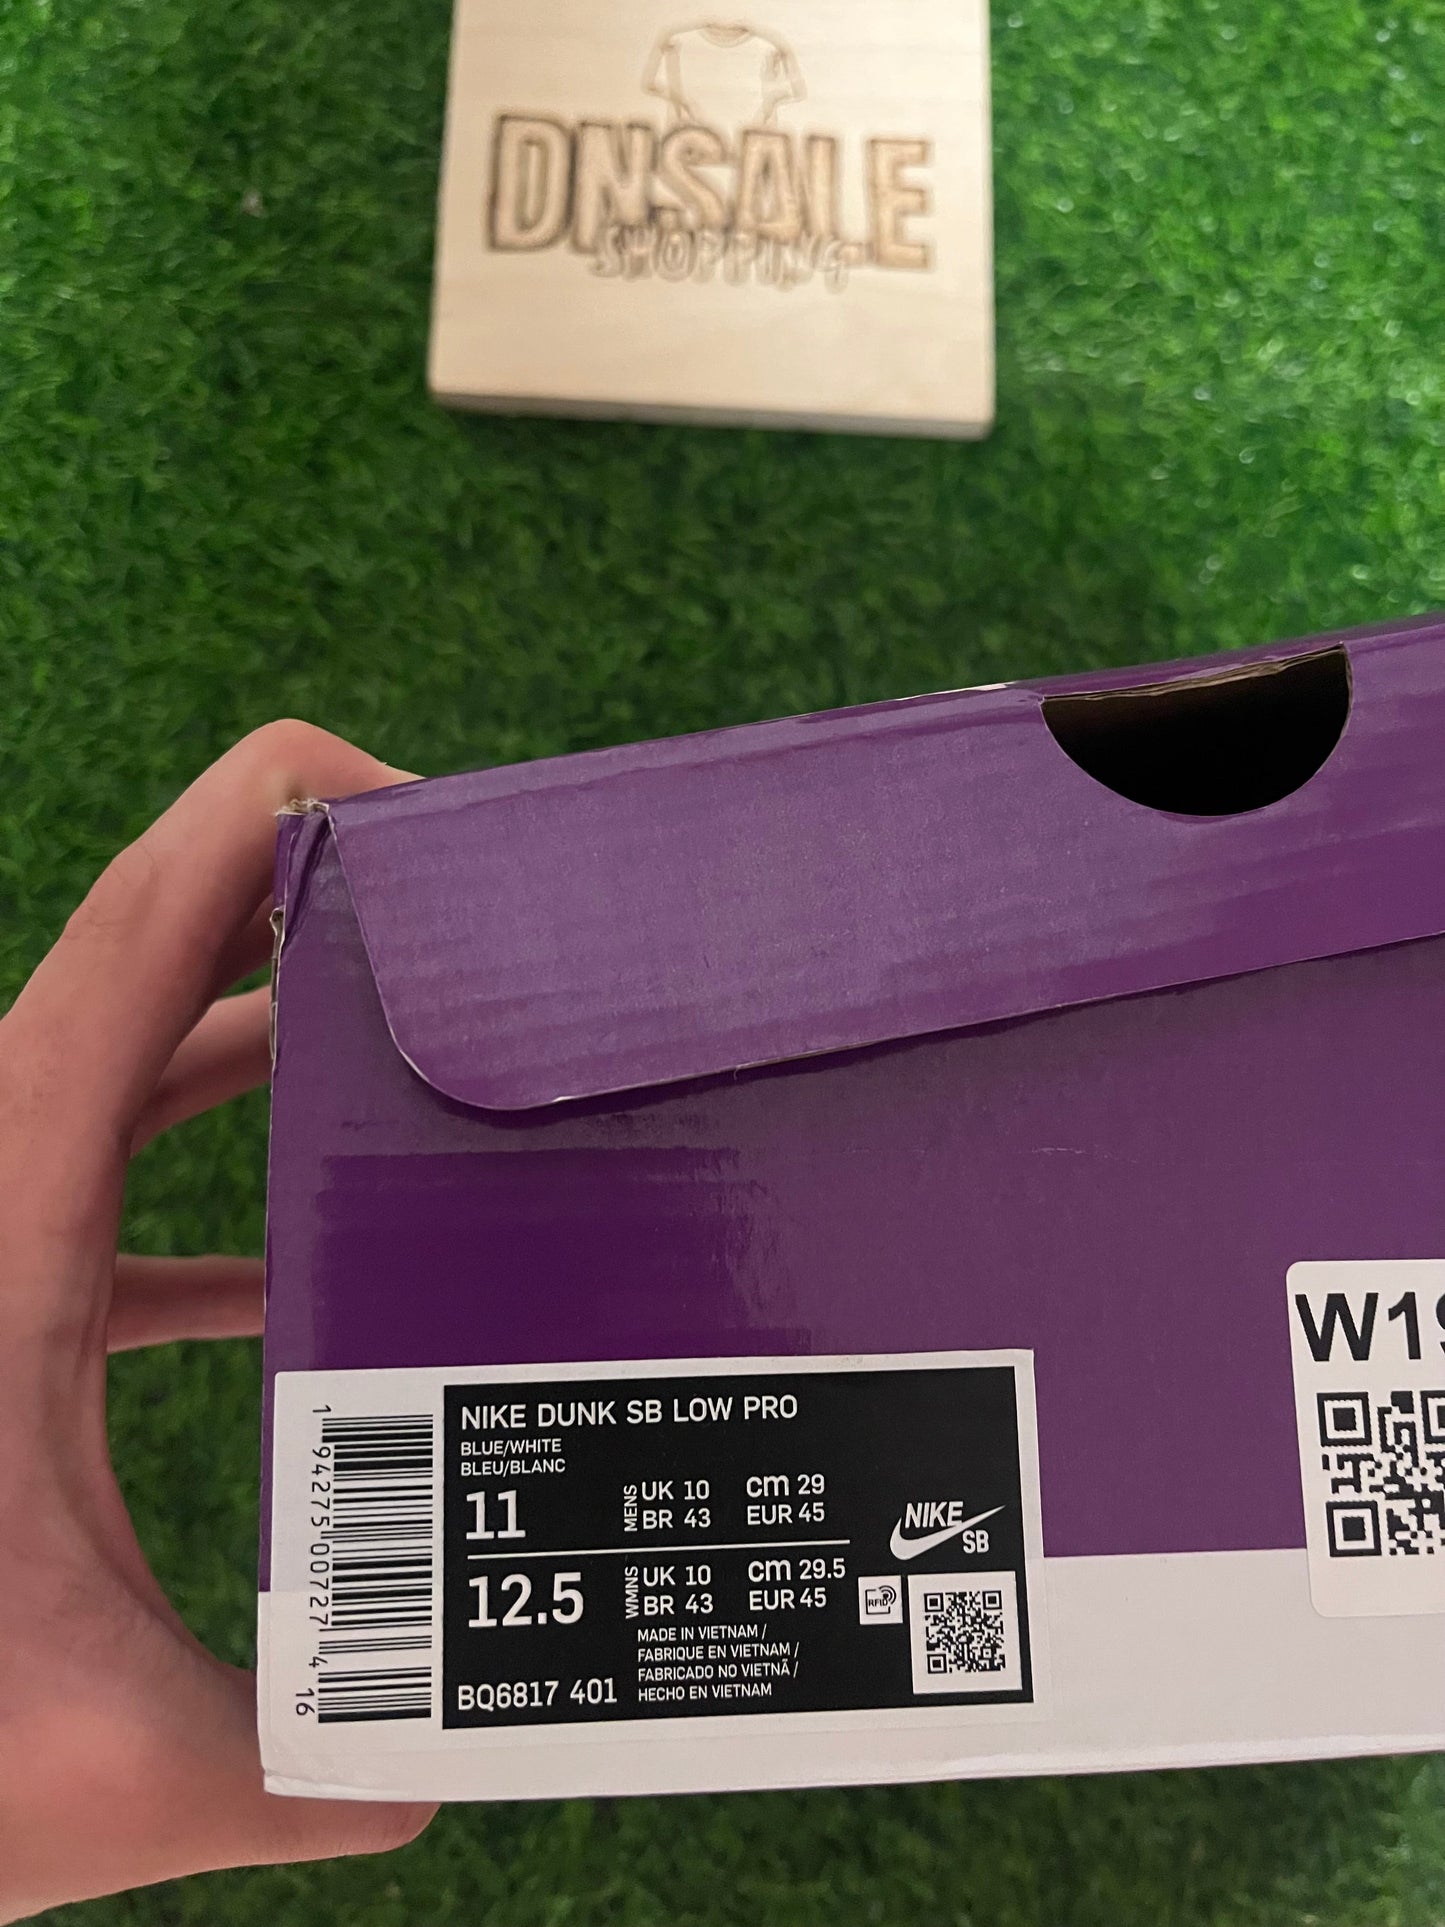 DNSALE
SHOPPING
W19
NIKE DUNK SB LOW PRO
BLUE/WHITE
BLEU/BLANC
11
MENS
UK 10
cm 29
BR 43
EUR 45
NIKE
SB
12.5
WMNS
UK 10
cm 29.5
BR 43
EUR 45
RFID
MADE IN VIETNAM /
FABRIQUE EN VIETNAM /
FABRICADO NO VIETNÃ /
HECHO EN VIETNAM
BQ6817 401
1 94275 00727 4 16